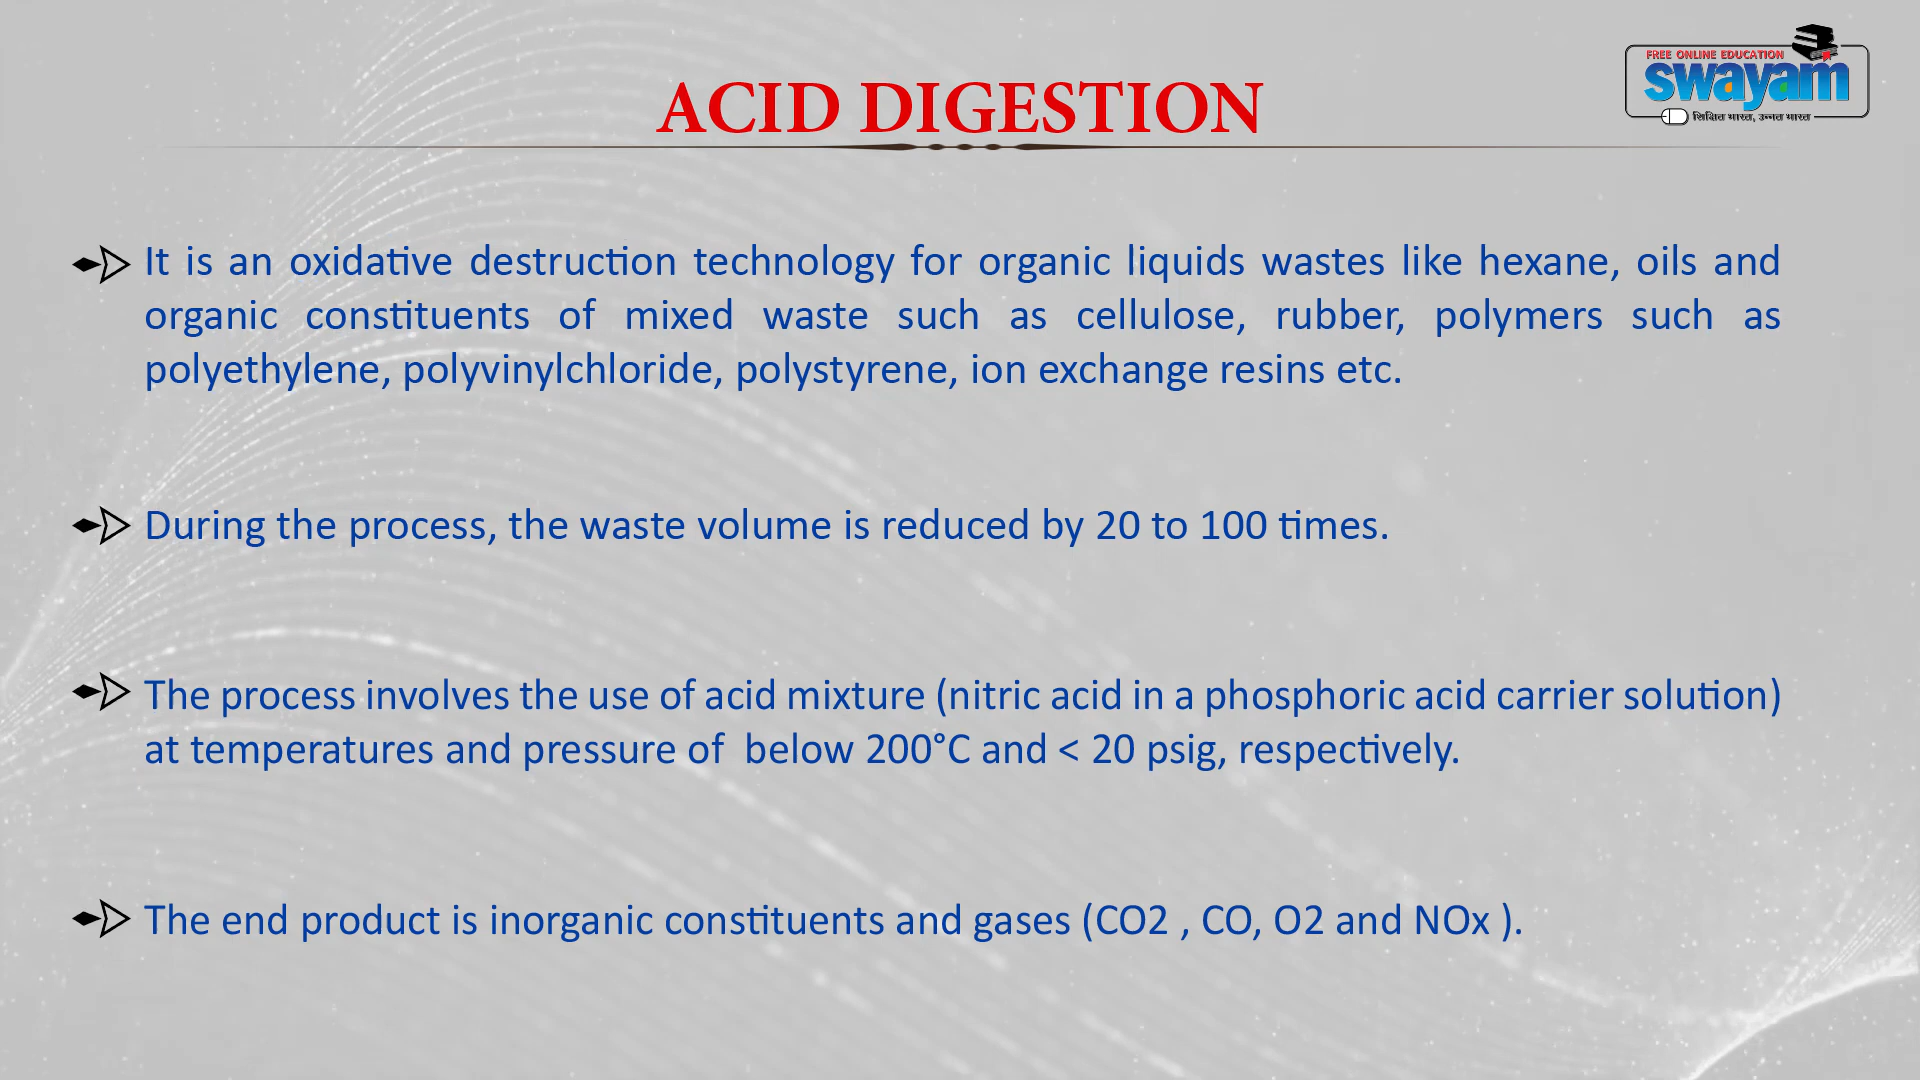 FREE ONLINE EDUCATION
swayam
शिक्षित भारत, उन्नत भारत
ACID DIGESTION
It is an oxidative destruction technology for organic liquids wastes like hexane, oils and
organic constituents of mixed waste such as cellulose, rubber, polymers such as
polyethylene, polyvinylchloride, polystyrene, ion exchange resins etc.
During the process, the waste volume is reduced by 20 to 100 times.
The process involves the use of acid mixture (nitric acid in a phosphoric acid carrier solution)
at temperatures and pressure of  below 200°C and < 20 psig, respectively.
The end product is inorganic constituents and gases (CO2 , CO, O2 and NOx ).